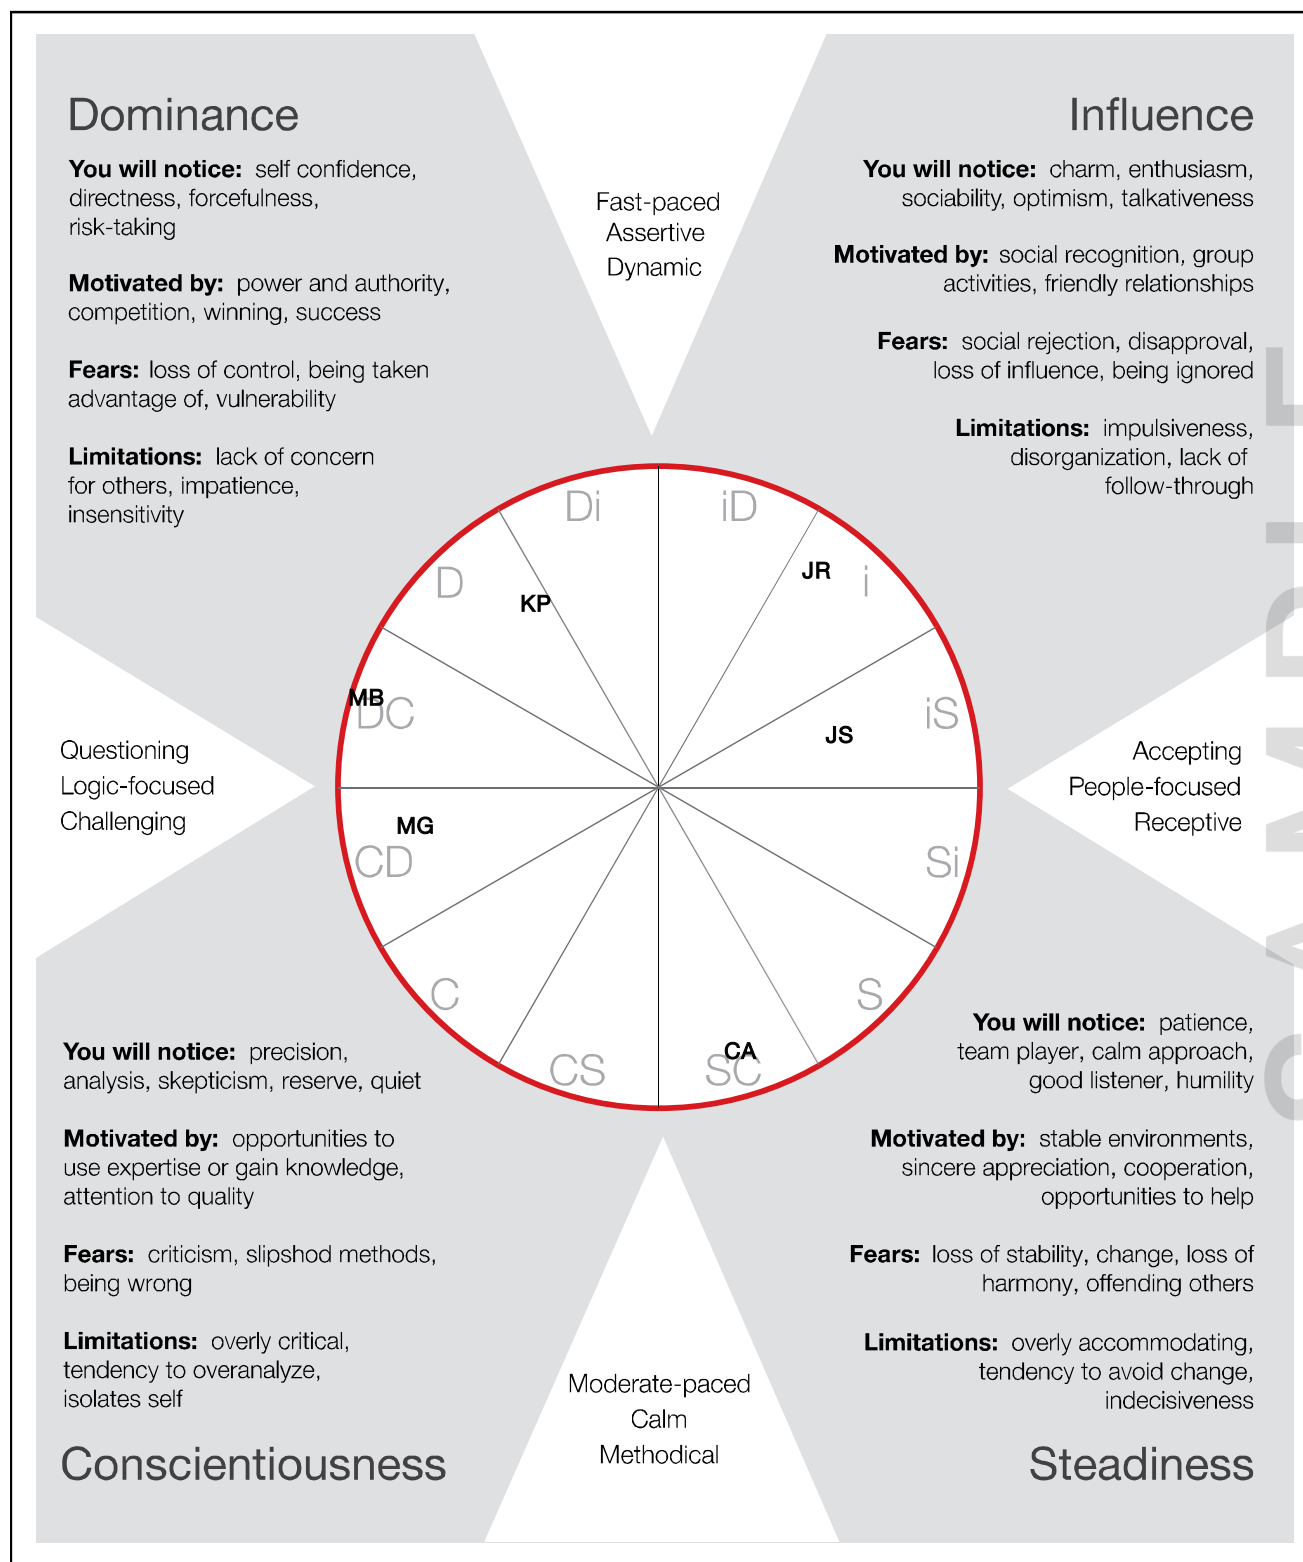 Dominance
You will notice: self confidence,
directness, forcefulness,
risk-taking
Motivated by: power and authority,
competition, winning, success
Fears: loss of control, being taken
advantage of, vulnerability
Limitations: lack of concern
for others, impatience,
insensitivity
Fast-paced
Assertive
Dynamic
Influence
You will notice: charm, enthusiasm,
sociability, optimism, talkativeness
Motivated by: social recognition, group
activities, friendly relationships
Fears: social rejection, disapproval,
loss of influence, being ignored
Limitations: impulsiveness,
disorganization, lack of
follow-through
Di
iD
D
KP
JR
i
MB
DC
JS
iS
MG
CD
Si
C
S
CS
CA
SC
Questioning
Logic-focused
Challenging
Accepting
People-focused
Receptive
You will notice: precision,
analysis, skepticism, reserve, quiet
Motivated by: opportunities to
use expertise or gain knowledge,
attention to quality
Fears: criticism, slipshod methods,
being wrong
Limitations: overly critical,
tendency to overanalyze,
isolates self
Conscientiousness
Moderate-paced
Calm
Methodical
You will notice: patience,
team player, calm approach,
good listener, humility
Motivated by: stable environments,
sincere appreciation, cooperation,
opportunities to help
Fears: loss of stability, change, loss of
harmony, offending others
Limitations: overly accommodating,
tendency to avoid change,
indecisiveness
Steadiness
SAMPLE